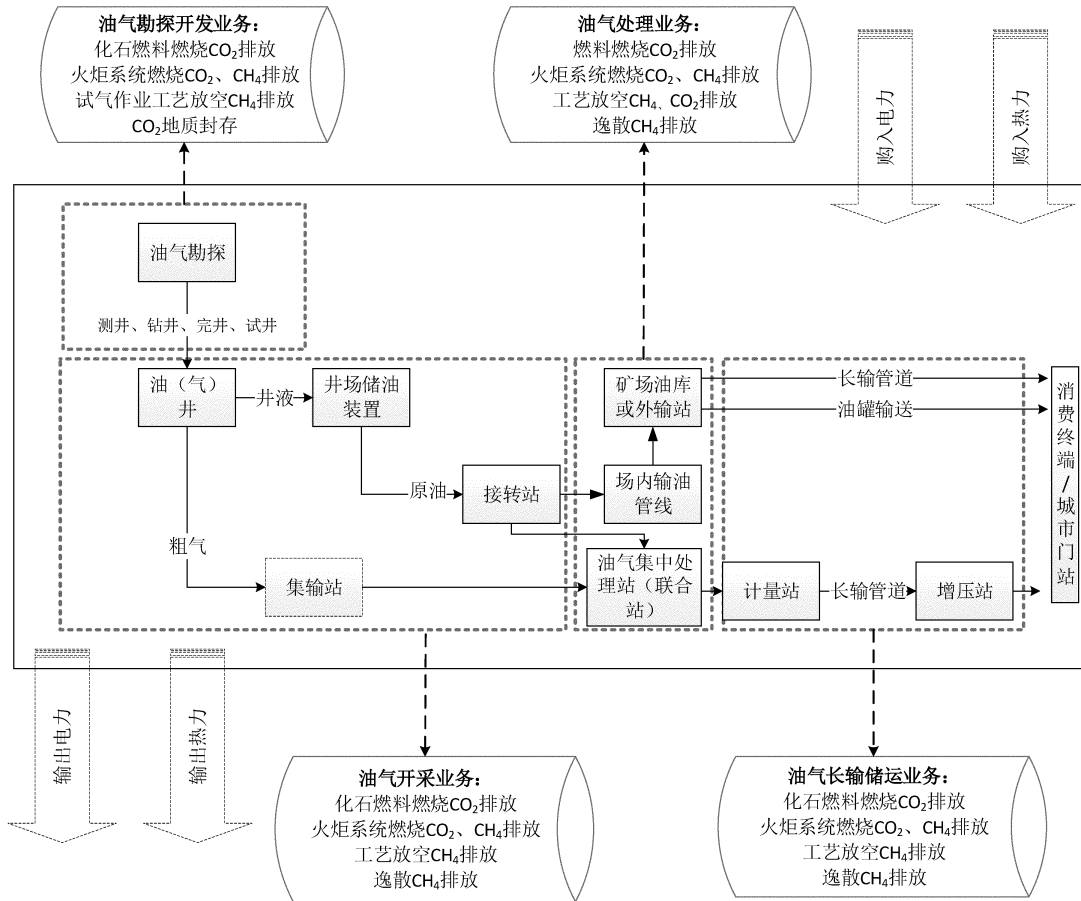 油气勘探开发业务：
化石燃料燃烧CO₂排放
火炬系统燃烧CO₂、CH₄排放
试气作业工艺放空CH₄排放
CO₂地质封存
油气处理业务：
燃料燃烧CO₂排放
火炬系统燃烧CO₂、CH₄排放
工艺放空CH₄、CO₂排放
逸散CH₄排放
购入电力
购入热力
油气勘探
测井、钻井、完井、试井
油（气）
井
井液
井场储油
装置
矿场油库
或外输站
长输管道
油罐输送
消费终端/城市门站
原油
接转站
场内输油
管线
粗气
集输站
油气集中处
理站（联合
站）
计量站
长输管道
增压站
输出电力
输出热力
油气开采业务：
化石燃料燃烧CO₂排放
火炬系统燃烧CO₂、CH₄排放
工艺放空CH₄排放
逸散CH₄排放
油气长输储运业务：
化石燃料燃烧CO₂排放
火炬系统燃烧CO₂、CH₄排放
工艺放空CH₄排放
逸散CH₄排放